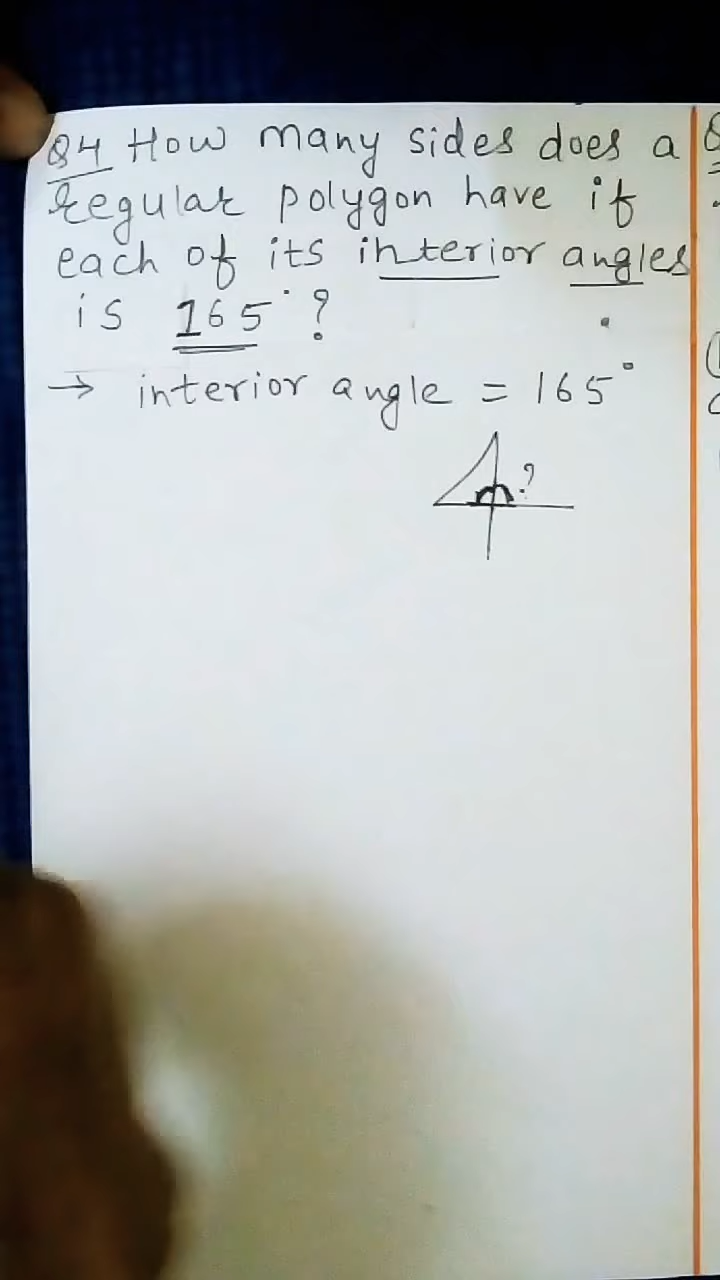 Q4 How many sides does a
regular polygon have if
each of its interior angles
is 165° ?
→ interior angle = 165°
?